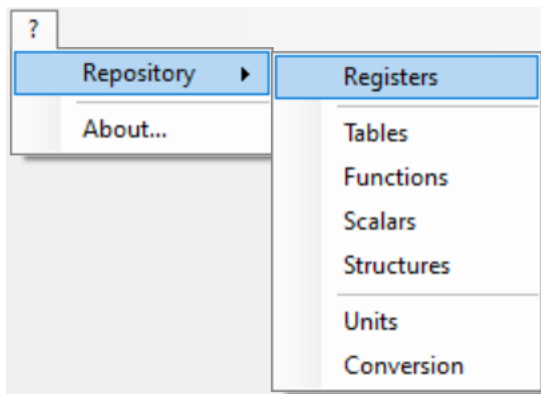 ?
Repository
About...
Registers
Tables
Functions
Scalars
Structures
Units
Conversion